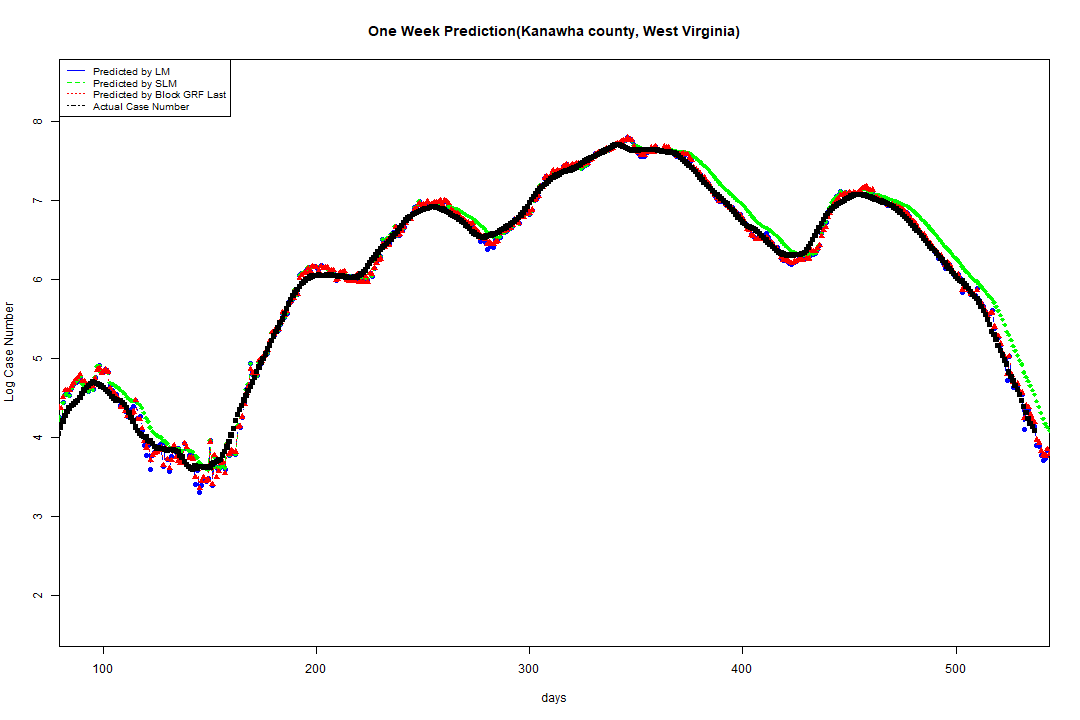 One Week Prediction(Kanawha county, West Virginia)
Predicted by LM
Predicted by SLM
Predicted by Block GRF Last
Actual Case Number
8
7
6
5
4
3
2
Log Case Number
100 200 300 400 500
days